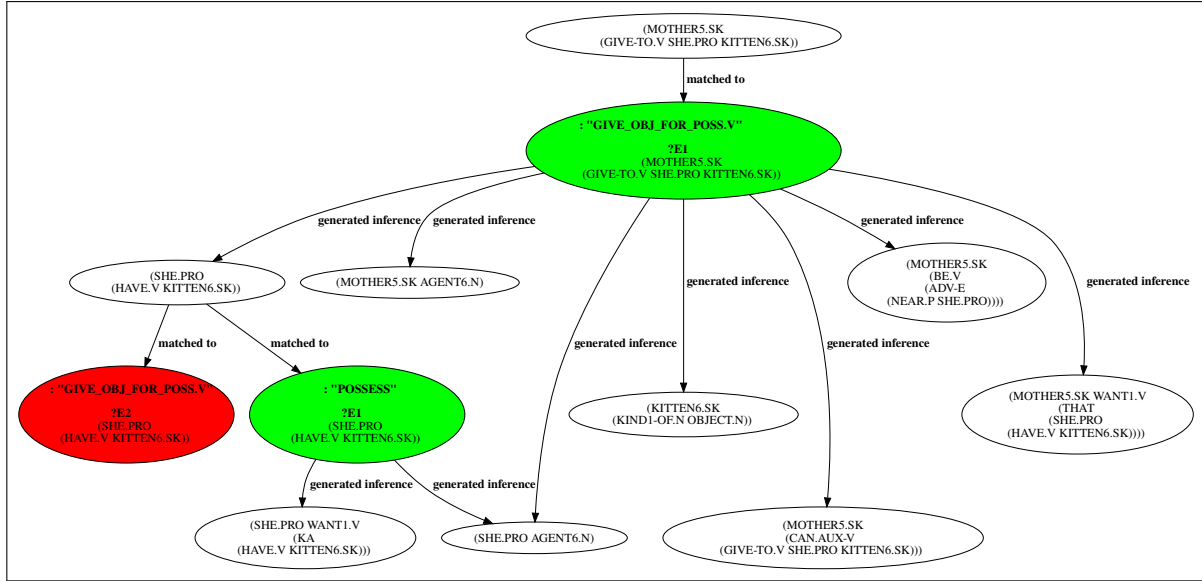 (MOTHER5.SK
(GIVE-TO.V SHE.PRO KITTEN6.SK))
matched to
: "GIVE_OBJ_FOR_POSS.V"
?E1
(MOTHER5.SK
(GIVE-TO.V SHE.PRO KITTEN6.SK))
generated inference
generated inference
generated inference
(SHE.PRO
(HAVE.V KITTEN6.SK))
(MOTHER5.SK AGENT6.N)
(MOTHER5.SK
(BE.V
(ADV-E
(NEAR.P SHE.PRO))))
generated inference
generated inference
matched to
matched to
generated inference
generated inference
: "GIVE_OBJ_FOR_POSS.V"
?E2
(SHE.PRO
(HAVE.V KITTEN6.SK))
: "POSSESS"
?E1
(SHE.PRO
(HAVE.V KITTEN6.SK))
(KITTEN6.SK
(KIND1-OF.N OBJECT.N))
(MOTHER5.SK WANT1.V
(THAT
(SHE.PRO
(HAVE.V KITTEN6.SK))))
generated inference
generated inference
(SHE.PRO WANT1.V
(KA
(HAVE.V KITTEN6.SK)))
(SHE.PRO AGENT6.N)
(MOTHER5.SK
(CAN.AUX-V
(GIVE-TO.V SHE.PRO KITTEN6.SK)))